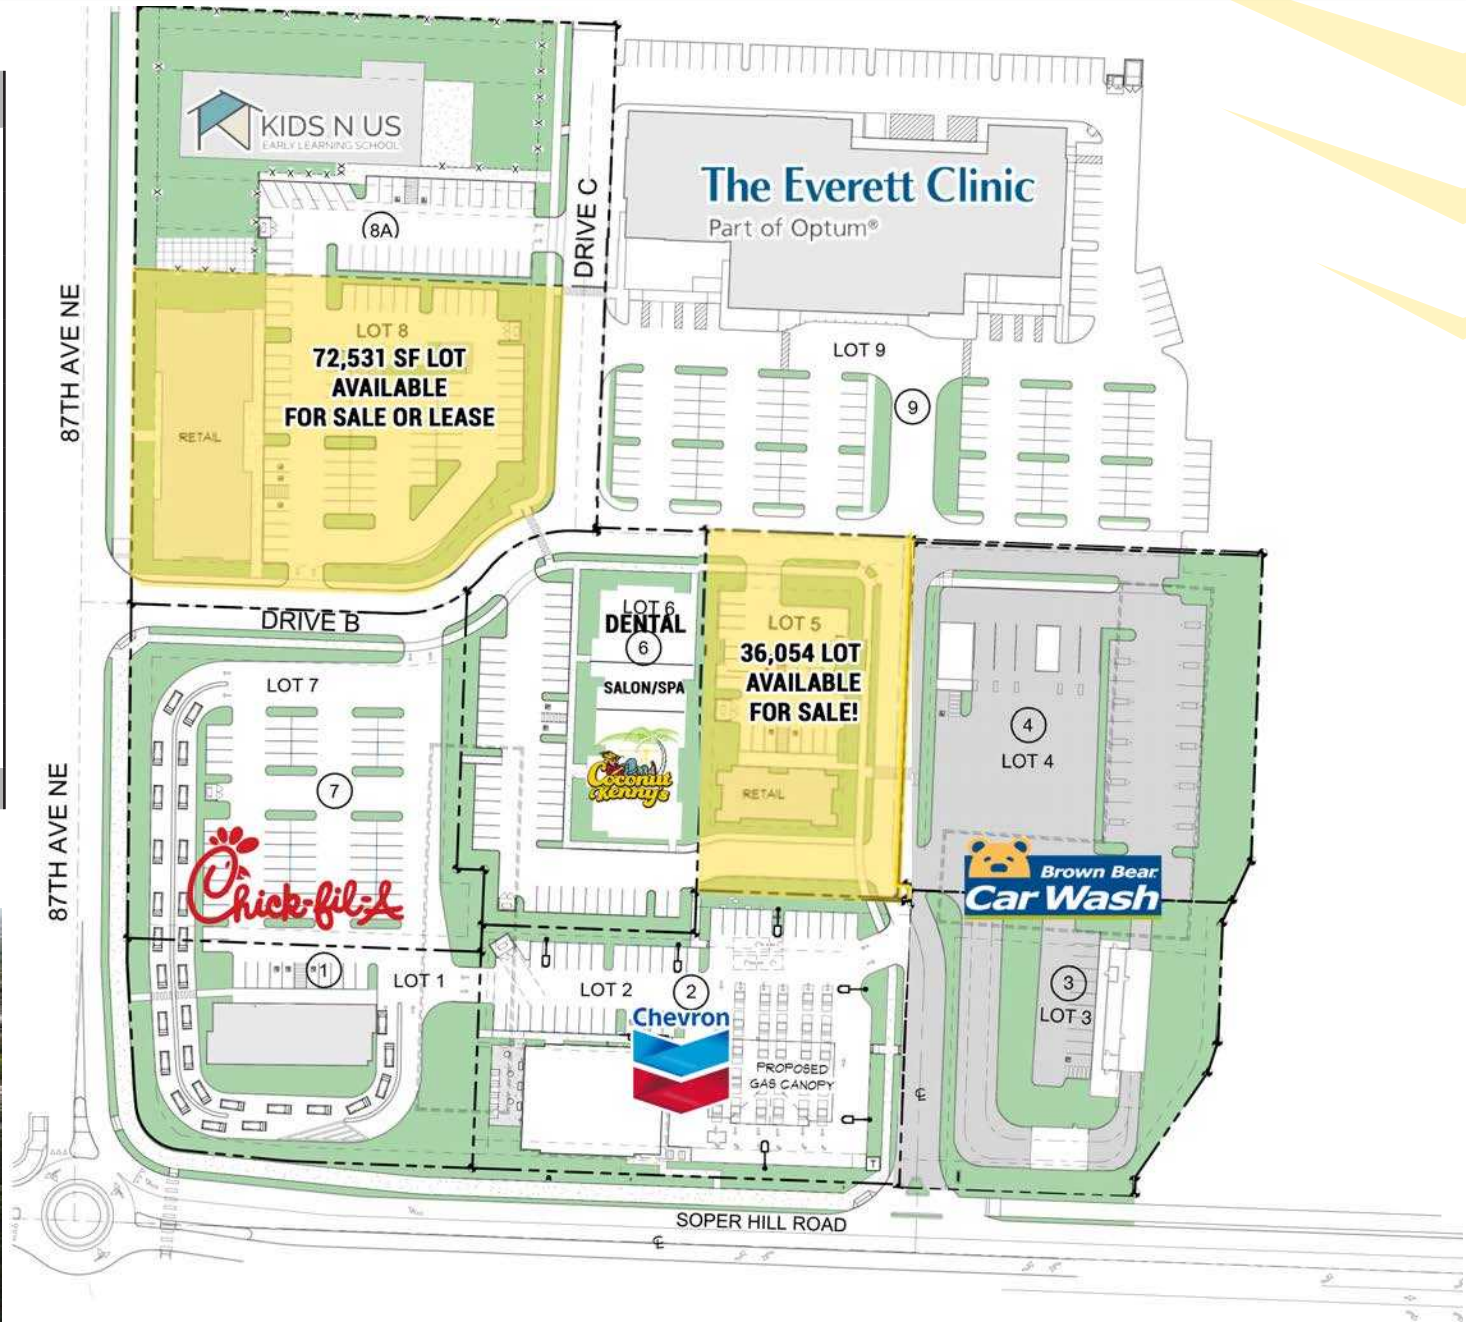 KIDS N US
EARLY LEARNING SCHOOL
The Everett Clinic
Part of Optum®
8A
DRIVE C
87TH AVE NE
LOT 8
72,531 SF LOT
AVAILABLE
FOR SALE OR LEASE
RETAIL
LOT 9
9
DRIVE B
LOT 6
DENTAL
6
SALON/SPA
Coconut
Kenny's
LOT 5
36,054 LOT
AVAILABLE
FOR SALE!
RETAIL
4
LOT 4
LOT 7
7
87TH AVE NE
Chick-fil-A
Brown Bear
Car Wash
1
LOT 1
LOT 2
2
Chevron
PROPOSED
GAS CANOPY
T
3
LOT 3
SOPER HILL ROAD